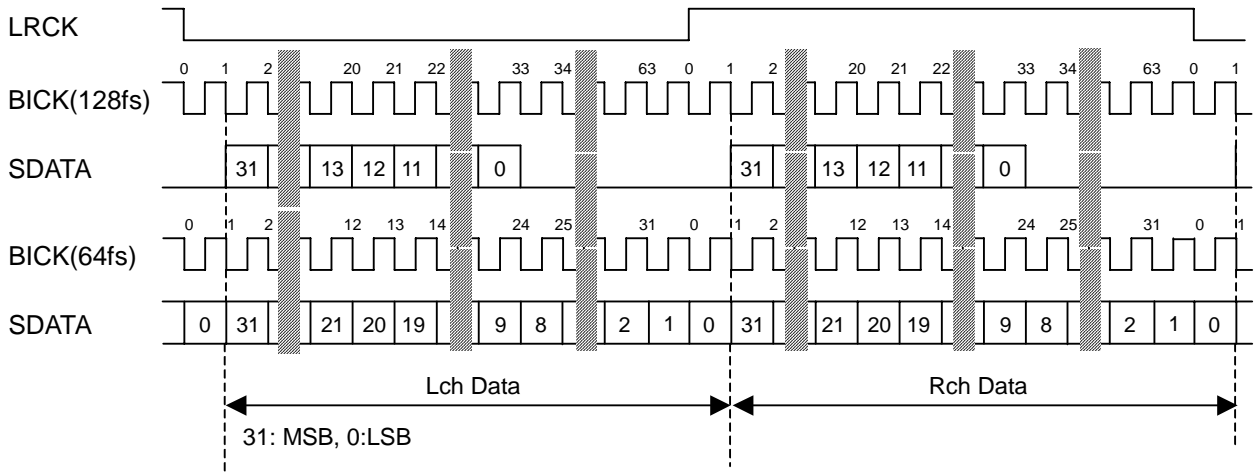 LRCK
0 1 2 20 21 22 33 34 63 0 1 2 20 21 22 33 34 63 0 1
BICK(128fs)
SDATA 31 13 12 11 0 31 13 12 11 0
0 1 2 12 13 14 24 25 31 0 1 2 12 13 14 24 25 31 0 1
BICK(64fs)
SDATA 0 31 21 20 19 9 8 2 1 0 31 21 20 19 9 8 2 1 0
Lch Data Rch Data
31: MSB, 0:LSB